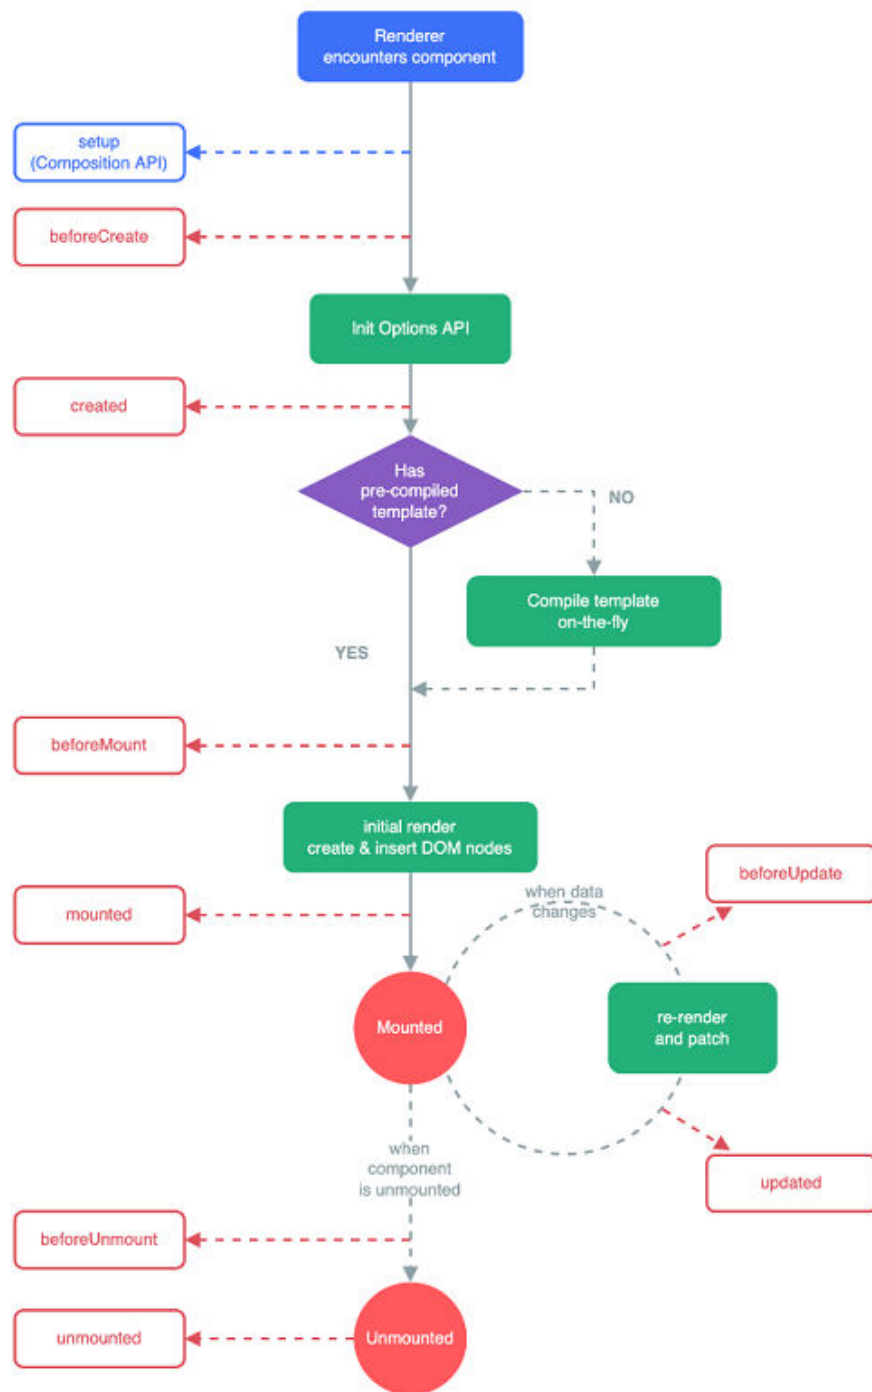 Renderer
encounters component
setup
(Composition API)
beforeCreate
Init Options API
created
Has
pre-compiled
template?
NO
Compile template
on-the-fly
YES
beforeMount
initial render
create & insert DOM nodes
mounted
when data
changes
beforeUpdate
Mounted
re-render
and patch
when
component
is unmounted
updated
beforeUnmount
unmounted
Unmounted